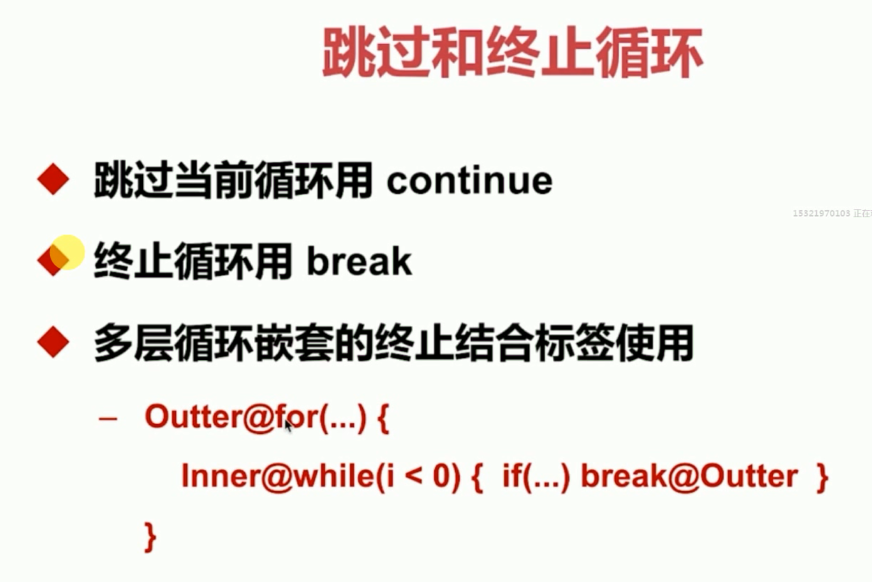 跳过和终止循环
跳过当前循环用 continue
15321970103 正在
终止循环用 break
多层循环嵌套的终止结合标签使用
– Outter@for(...) {
Inner@while(i < 0) { if(...) break@Outter }
}